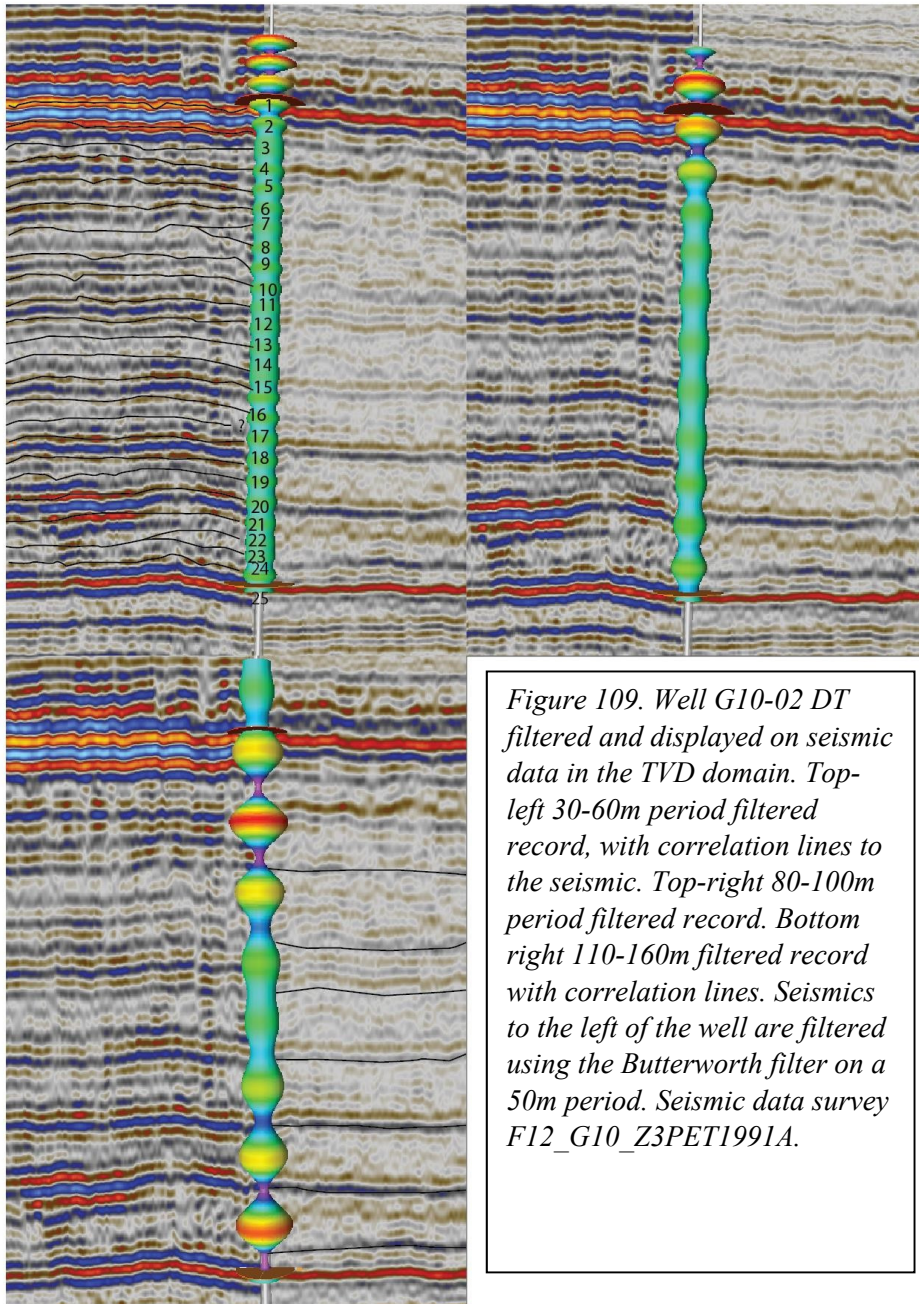 1
2
3
4
5
6
7
8
9
10
11
12
13
14
15
16
?
17
18
19
20
21
22
23
24
25
Figure 109. Well G10-02 DT
filtered and displayed on seismic
data in the TVD domain. Top-
left 30-60m period filtered
record, with correlation lines to
the seismic. Top-right 80-100m
period filtered record. Bottom
right 110-160m filtered record
with correlation lines. Seismics
to the left of the well are filtered
using the Butterworth filter on a
50m period. Seismic data survey
F12_G10_Z3PET1991A.